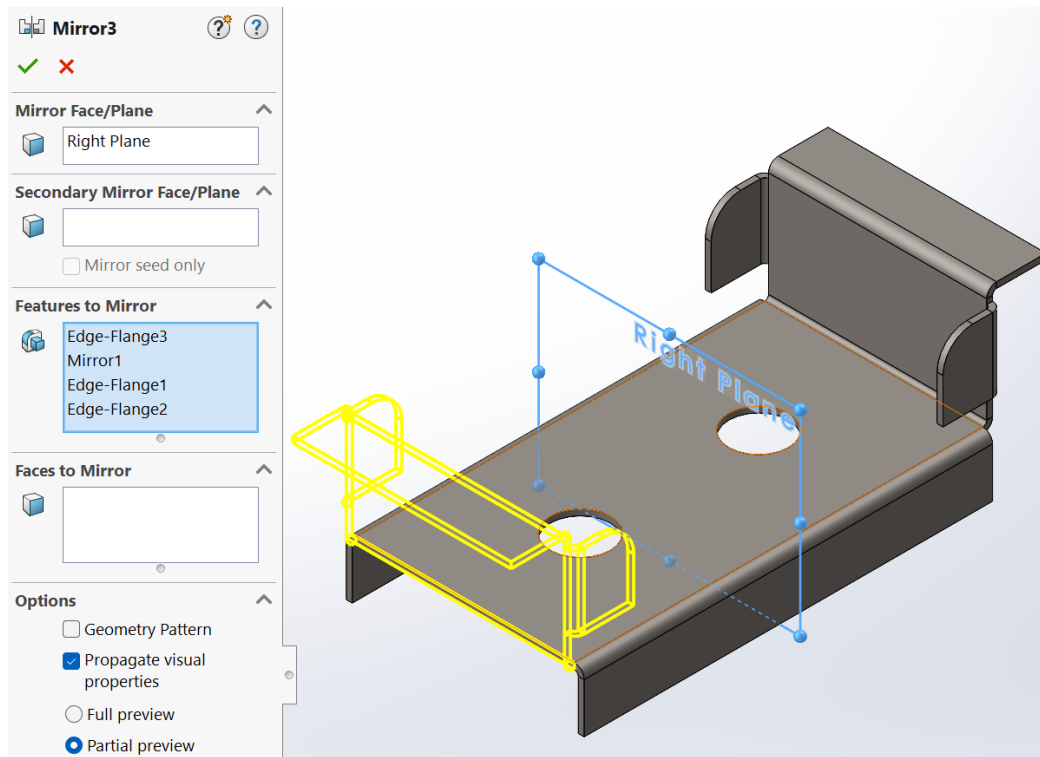 Mirror3
Mirror Face/Plane
Right Plane
Secondary Mirror Face/Plane
Mirror seed only
Features to Mirror
Edge-Flange3
Mirror1
Edge-Flange1
Edge-Flange2
Faces to Mirror
Options
Geometry Pattern
Propagate visual
properties
Full preview
Partial preview
Right Plane